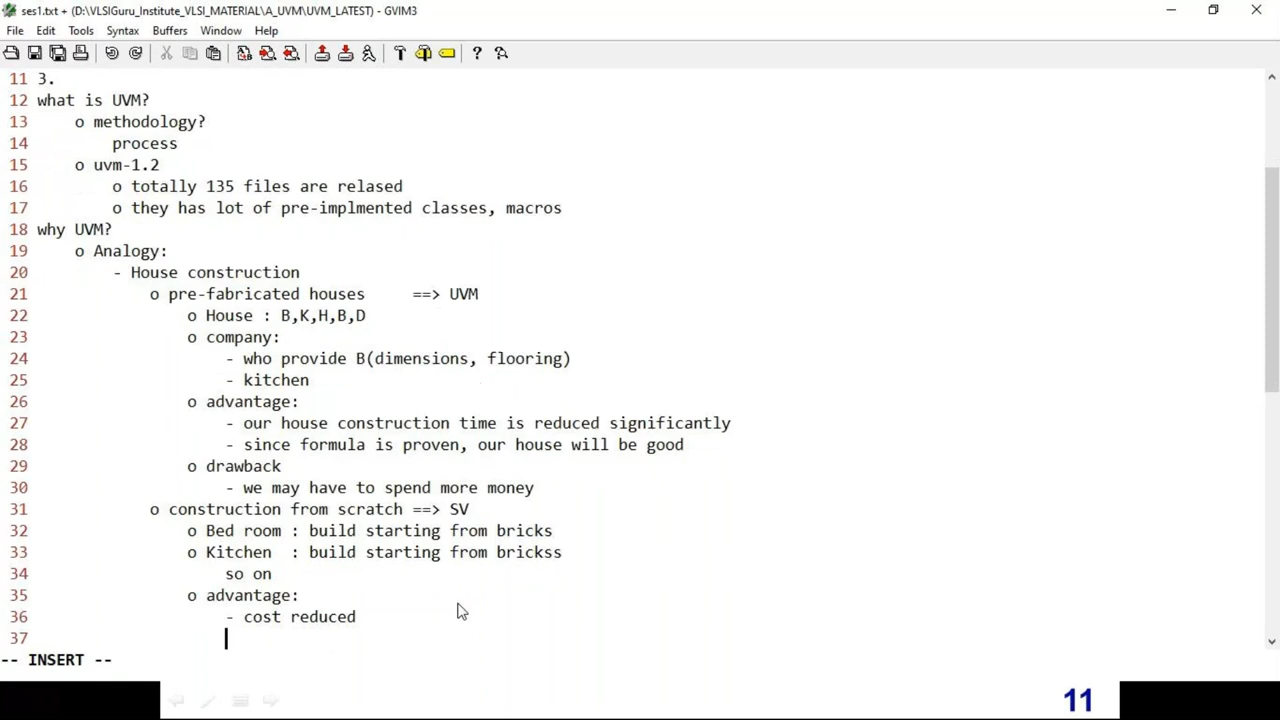 ses1.txt + (D:\VLSIGuru_Institute_VLSI_MATERIAL\A_UVM\UVM_LATEST) - GVIM3
File Edit Tools Syntax Buffers Window Help
11 3.
12 what is UVM?
13 o methodology?
14 process
15 o uvm-1.2
16 o totally 135 files are relased
17 o they has lot of pre-implmented classes, macros
18 why UVM?
19 o Analogy:
20 - House construction
21 o pre-fabricated houses ==> UVM
22 o House : B,K,H,B,D
23 o company:
24 - who provide B(dimensions, flooring)
25 - kitchen
26 o advantage:
27 - our house construction time is reduced significantly
28 - since formula is proven, our house will be good
29 o drawback
30 - we may have to spend more money
31 o construction from scratch ==> SV
32 o Bed room : build starting from bricks
33 o Kitchen : build starting from brickss
34 so on
35 o advantage:
36 - cost reduced
37
-- INSERT --
11